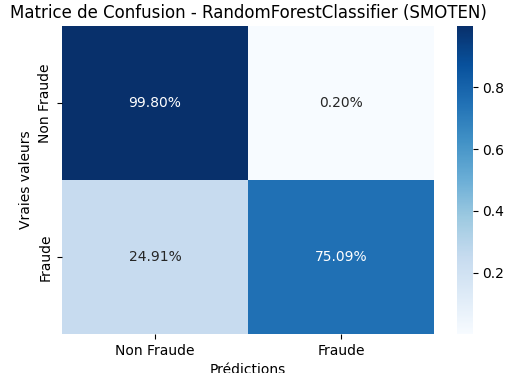 Matrice de Confusion - RandomForestClassifier (SMOTEN)
Non Fraude
99.80%
0.20%
Vraies valeurs
Fraude
24.91%
75.09%
Non Fraude
Fraude
Prédictions
0.8
0.6
0.4
0.2